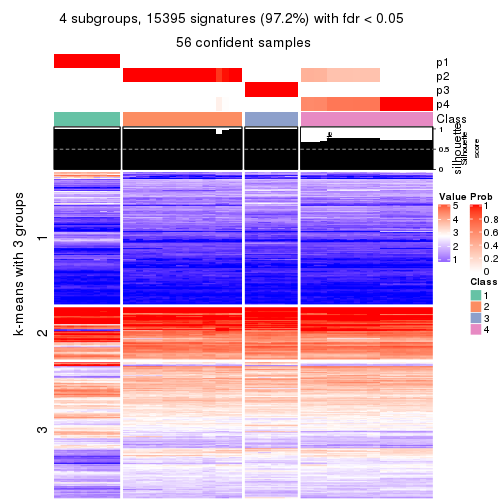 4 subgroups, 15395 signatures (97.2%) with fdr < 0.05
56 confident samples
p1
p2
p3
p4
Class
1
0.5
0
silhouette
Silhouette
score
k-means with 3 groups
1
2
3
Value
5
4
3
2
1
Prob
1
0.8
0.6
0.4
0.2
0
Class
1
2
3
4